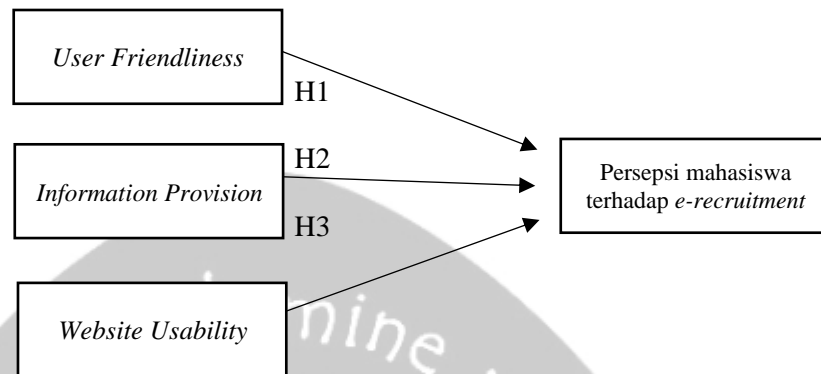 User Friendliness
H1
H2
Information Provision
H3
Persepsi mahasiswa
terhadap e-recruitment
Website Usability